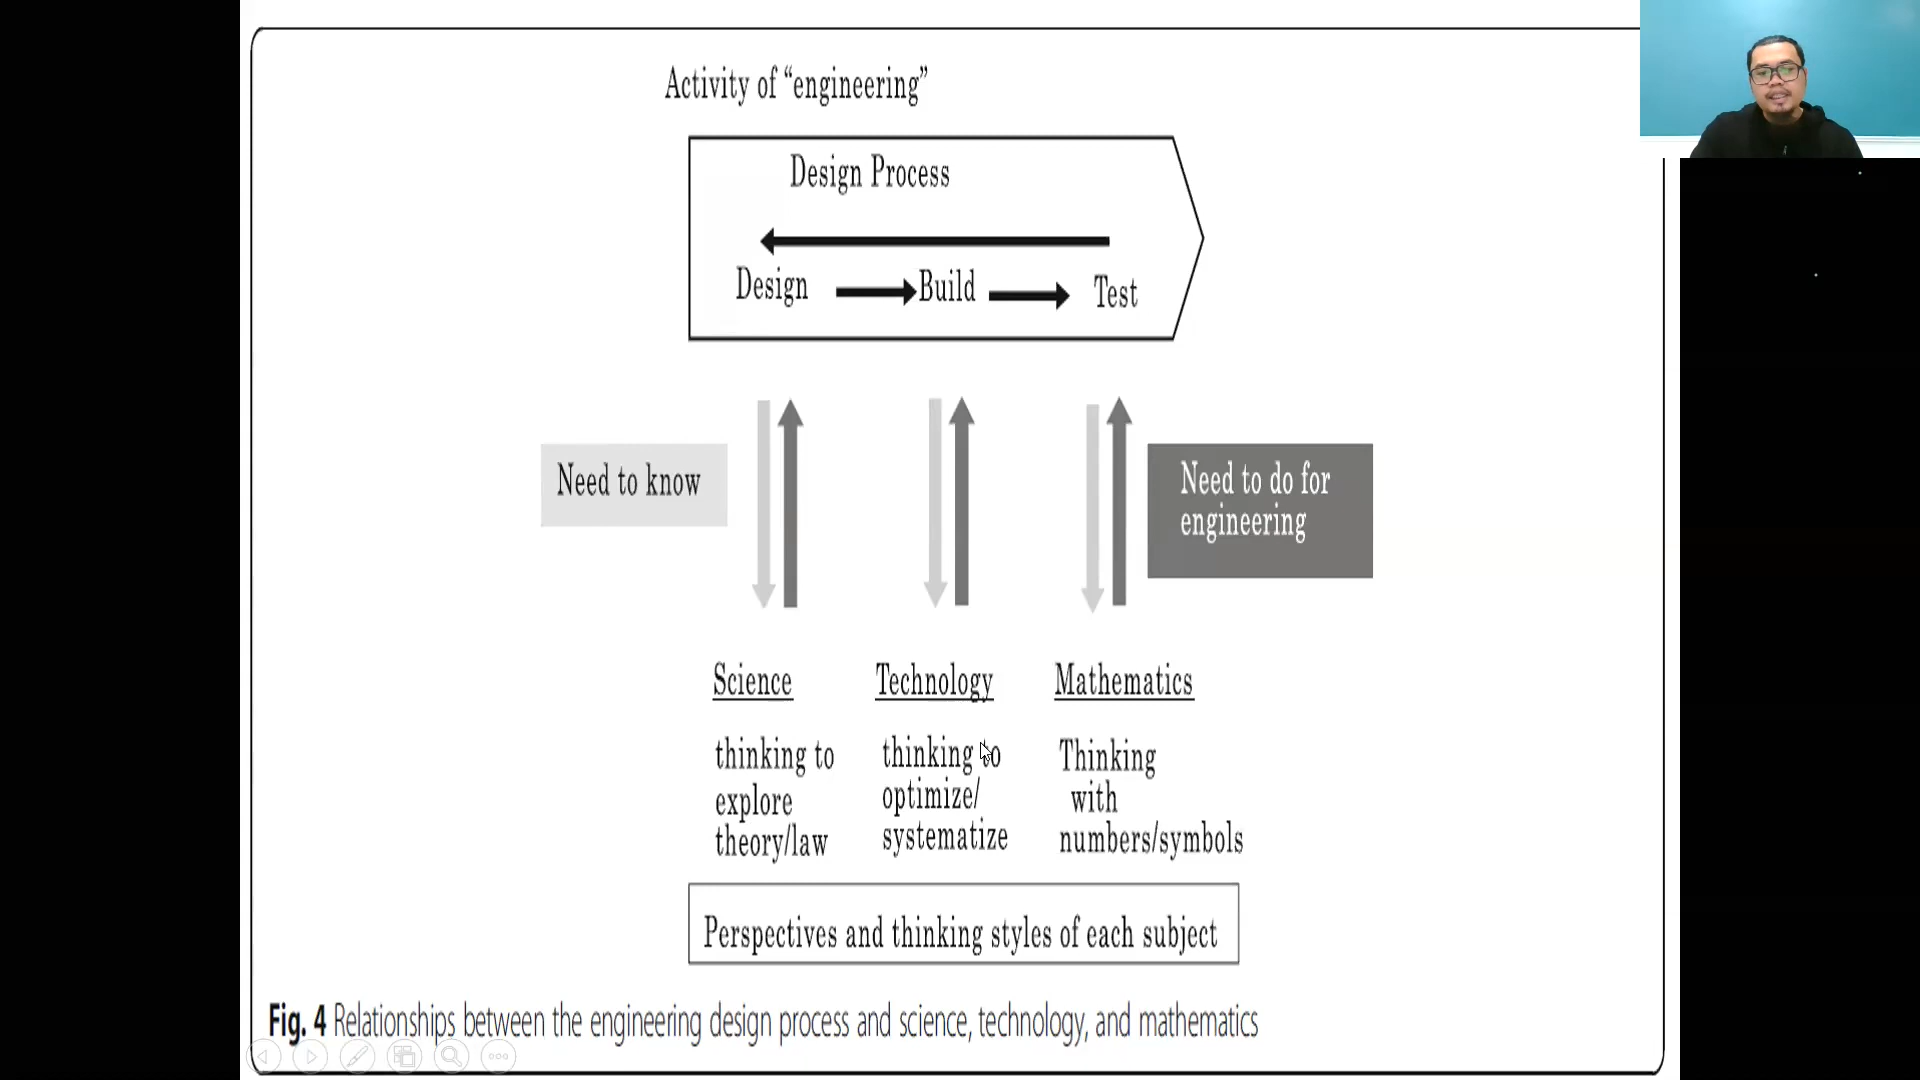 Activity of “engineering”
Design Process
Design
Build
Test
Need to know
Need to do for
engineering
Science
Technology
Mathematics
thinking to
explore
theory/law
thinking to
optimize/
systematize
Thinking
with
numbers/symbols
Perspectives and thinking styles of each subject
Fig. 4 Relationships between the engineering design process and science, technology, and mathematics